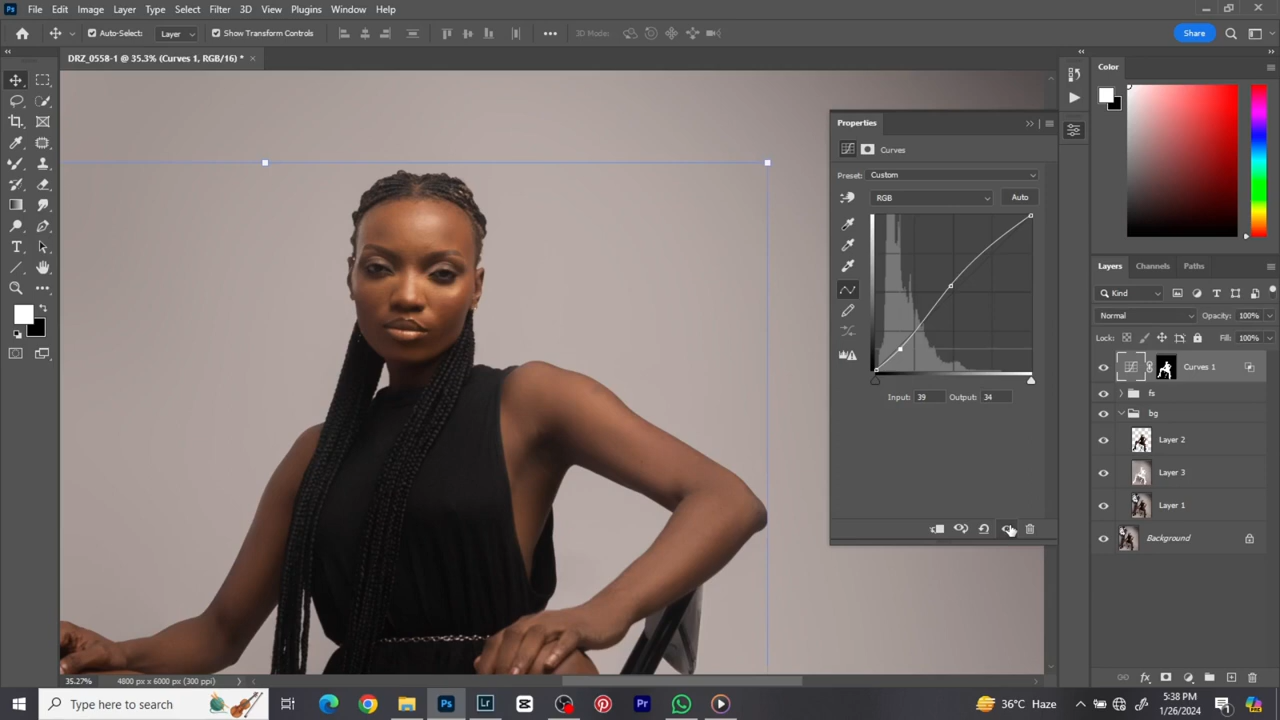 Ps File Edit Image Layer Type Select Filter 3D View Plugins Window Help
Auto-Select: Layer Show Transform Controls 3D Mode: Share
DRZ_0558-1 @ 35.3% (Curves 1, RGB/16) * ×
Color
Properties
Curves
Preset: Custom
RGB Auto
Input: 39 Output: 34
Layers Channels Paths
Kind
Normal Opacity: 100%
Lock: Fill: 100%
Curves 1
fs
bg
Layer 2
Layer 3
Layer 1
Background
35.27% 4800 px x 6000 px (300 ppi)
Type here to search
Ps Lrc Pr
36°C Haze
5:38 PM
1/26/2024